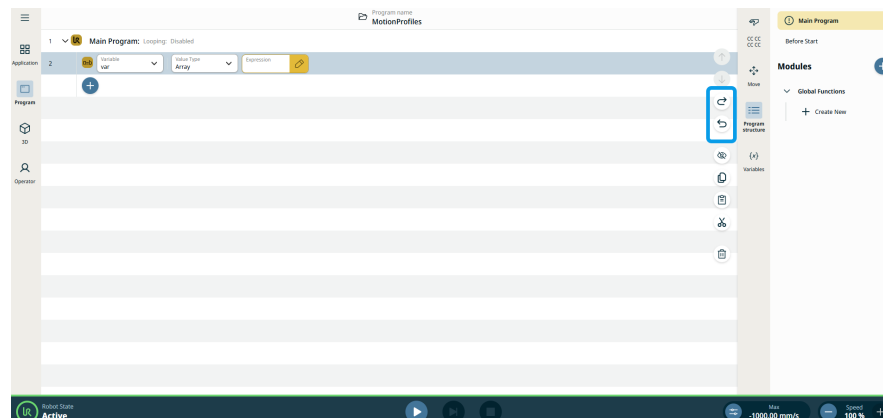 Program name
MotionProfiles
Main Program
1 Main Program: Looping: Disabled
CC CC
CC CC
Before Start
Application
2 Variable Value Type Expression
var Array
Modules
Move
Program
Global Functions
Program
structure
Create New
3D
{x}
Variables
Operator
Robot State
Active
Max
-1000.00 mm/s
Speed
100 %